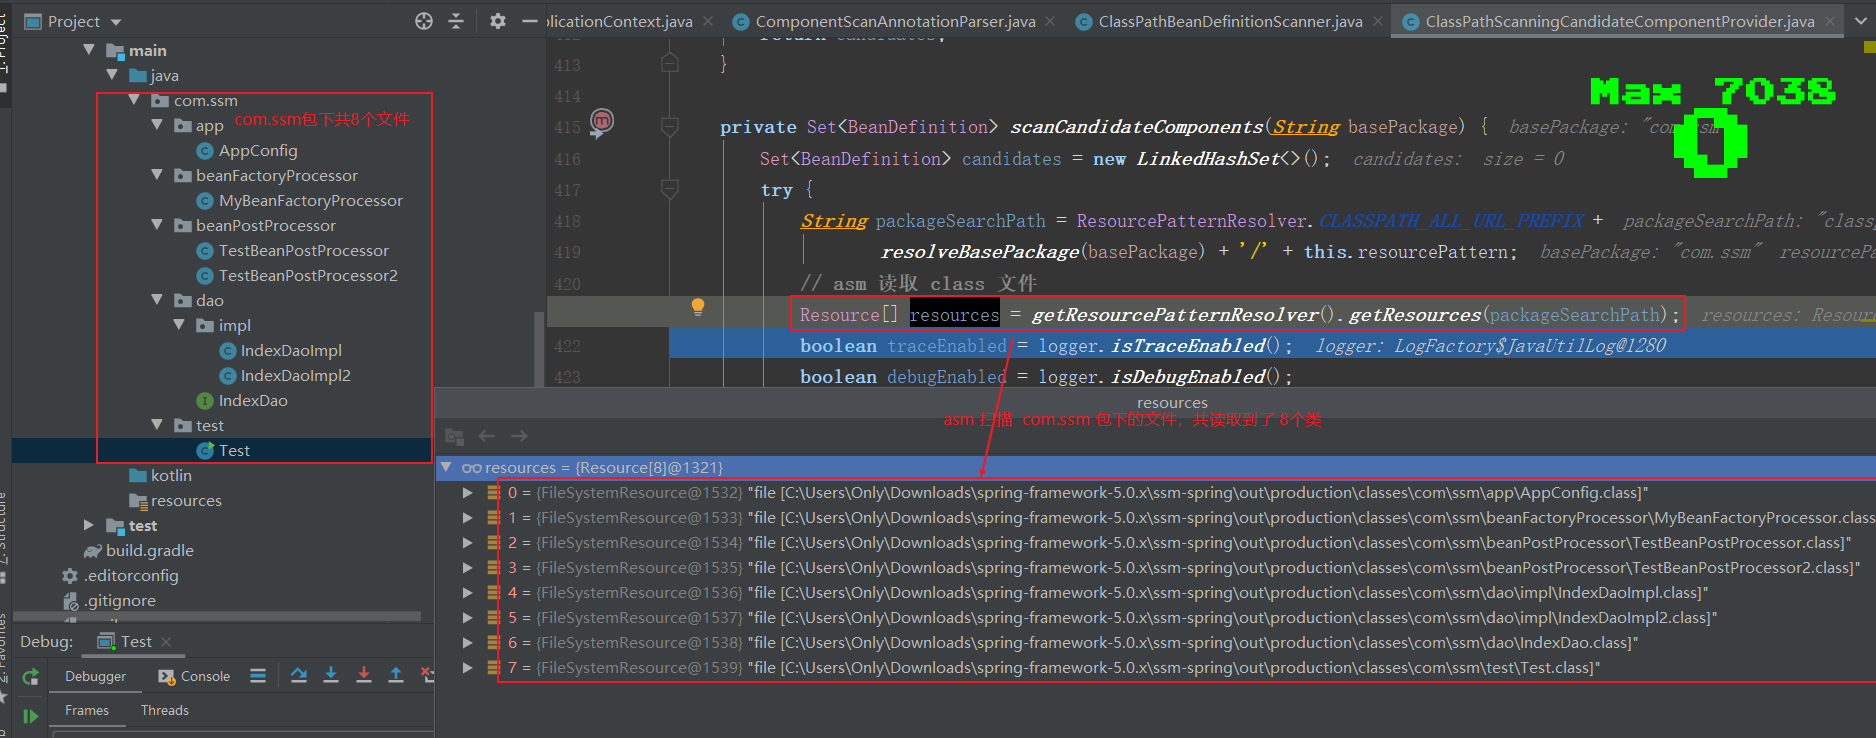 1: Project
Project
plicationContext.java
ComponentScanAnnotationParser.java
ClassPathBeanDefinitionScanner.java
ClassPathScanningCandidateComponentProvider.java
main
java
com.ssm
com.ssm包下共8个文件
app
AppConfig
beanFactoryProcessor
MyBeanFactoryProcessor
beanPostProcessor
TestBeanPostProcessor
TestBeanPostProcessor2
dao
impl
IndexDaoImpl
IndexDaoImpl2
IndexDao
test
Test
kotlin
resources
test
build.gradle
.editorconfig
.gitignore
return candidates;
413 }
414
Max 7038
0
415 private Set<BeanDefinition> scanCandidateComponents(String basePackage) { basePackage: "com.ssm"
416 Set<BeanDefinition> candidates = new LinkedHashSet<>(); candidates: size = 0
417 try {
418 String packageSearchPath = ResourcePatternResolver.CLASSPATH_ALL_URL_PREFIX + packageSearchPath: "classp
419 resolveBasePackage(basePackage) + '/' + this.resourcePattern; basePackage: "com.ssm" resourcePa
420 // asm 读取 class 文件
Resource[] resources = getResourcePatternResolver().getResources(packageSearchPath); resources: Resour
422 boolean traceEnabled = logger.isTraceEnabled(); logger: LogFactory$JavaUtilLog@1280
423 boolean debugEnabled = logger.isDebugEnabled();
resources
asm 扫描 com.ssm 包下的文件，共读取到了 8个类
resources = {Resource[8]@1321}
0 = {FileSystemResource@1532} "file [C:\Users\Only\Downloads\spring-framework-5.0.x\ssm-spring\out\production\classes\com\ssm\app\AppConfig.class]"
1 = {FileSystemResource@1533} "file [C:\Users\Only\Downloads\spring-framework-5.0.x\ssm-spring\out\production\classes\com\ssm\beanFactoryProcessor\MyBeanFactoryProcessor.class
2 = {FileSystemResource@1534} "file [C:\Users\Only\Downloads\spring-framework-5.0.x\ssm-spring\out\production\classes\com\ssm\beanPostProcessor\TestBeanPostProcessor.class]"
3 = {FileSystemResource@1535} "file [C:\Users\Only\Downloads\spring-framework-5.0.x\ssm-spring\out\production\classes\com\ssm\beanPostProcessor\TestBeanPostProcessor2.class]"
4 = {FileSystemResource@1536} "file [C:\Users\Only\Downloads\spring-framework-5.0.x\ssm-spring\out\production\classes\com\ssm\dao\impl\IndexDaoImpl.class]"
5 = {FileSystemResource@1537} "file [C:\Users\Only\Downloads\spring-framework-5.0.x\ssm-spring\out\production\classes\com\ssm\dao\impl\IndexDaoImpl2.class]"
6 = {FileSystemResource@1538} "file [C:\Users\Only\Downloads\spring-framework-5.0.x\ssm-spring\out\production\classes\com\ssm\dao\IndexDao.class]"
7 = {FileSystemResource@1539} "file [C:\Users\Only\Downloads\spring-framework-5.0.x\ssm-spring\out\production\classes\com\ssm\test\Test.class]"
Debug: Test
Debugger Console
Frames Threads
7: Structure
2: Favorites